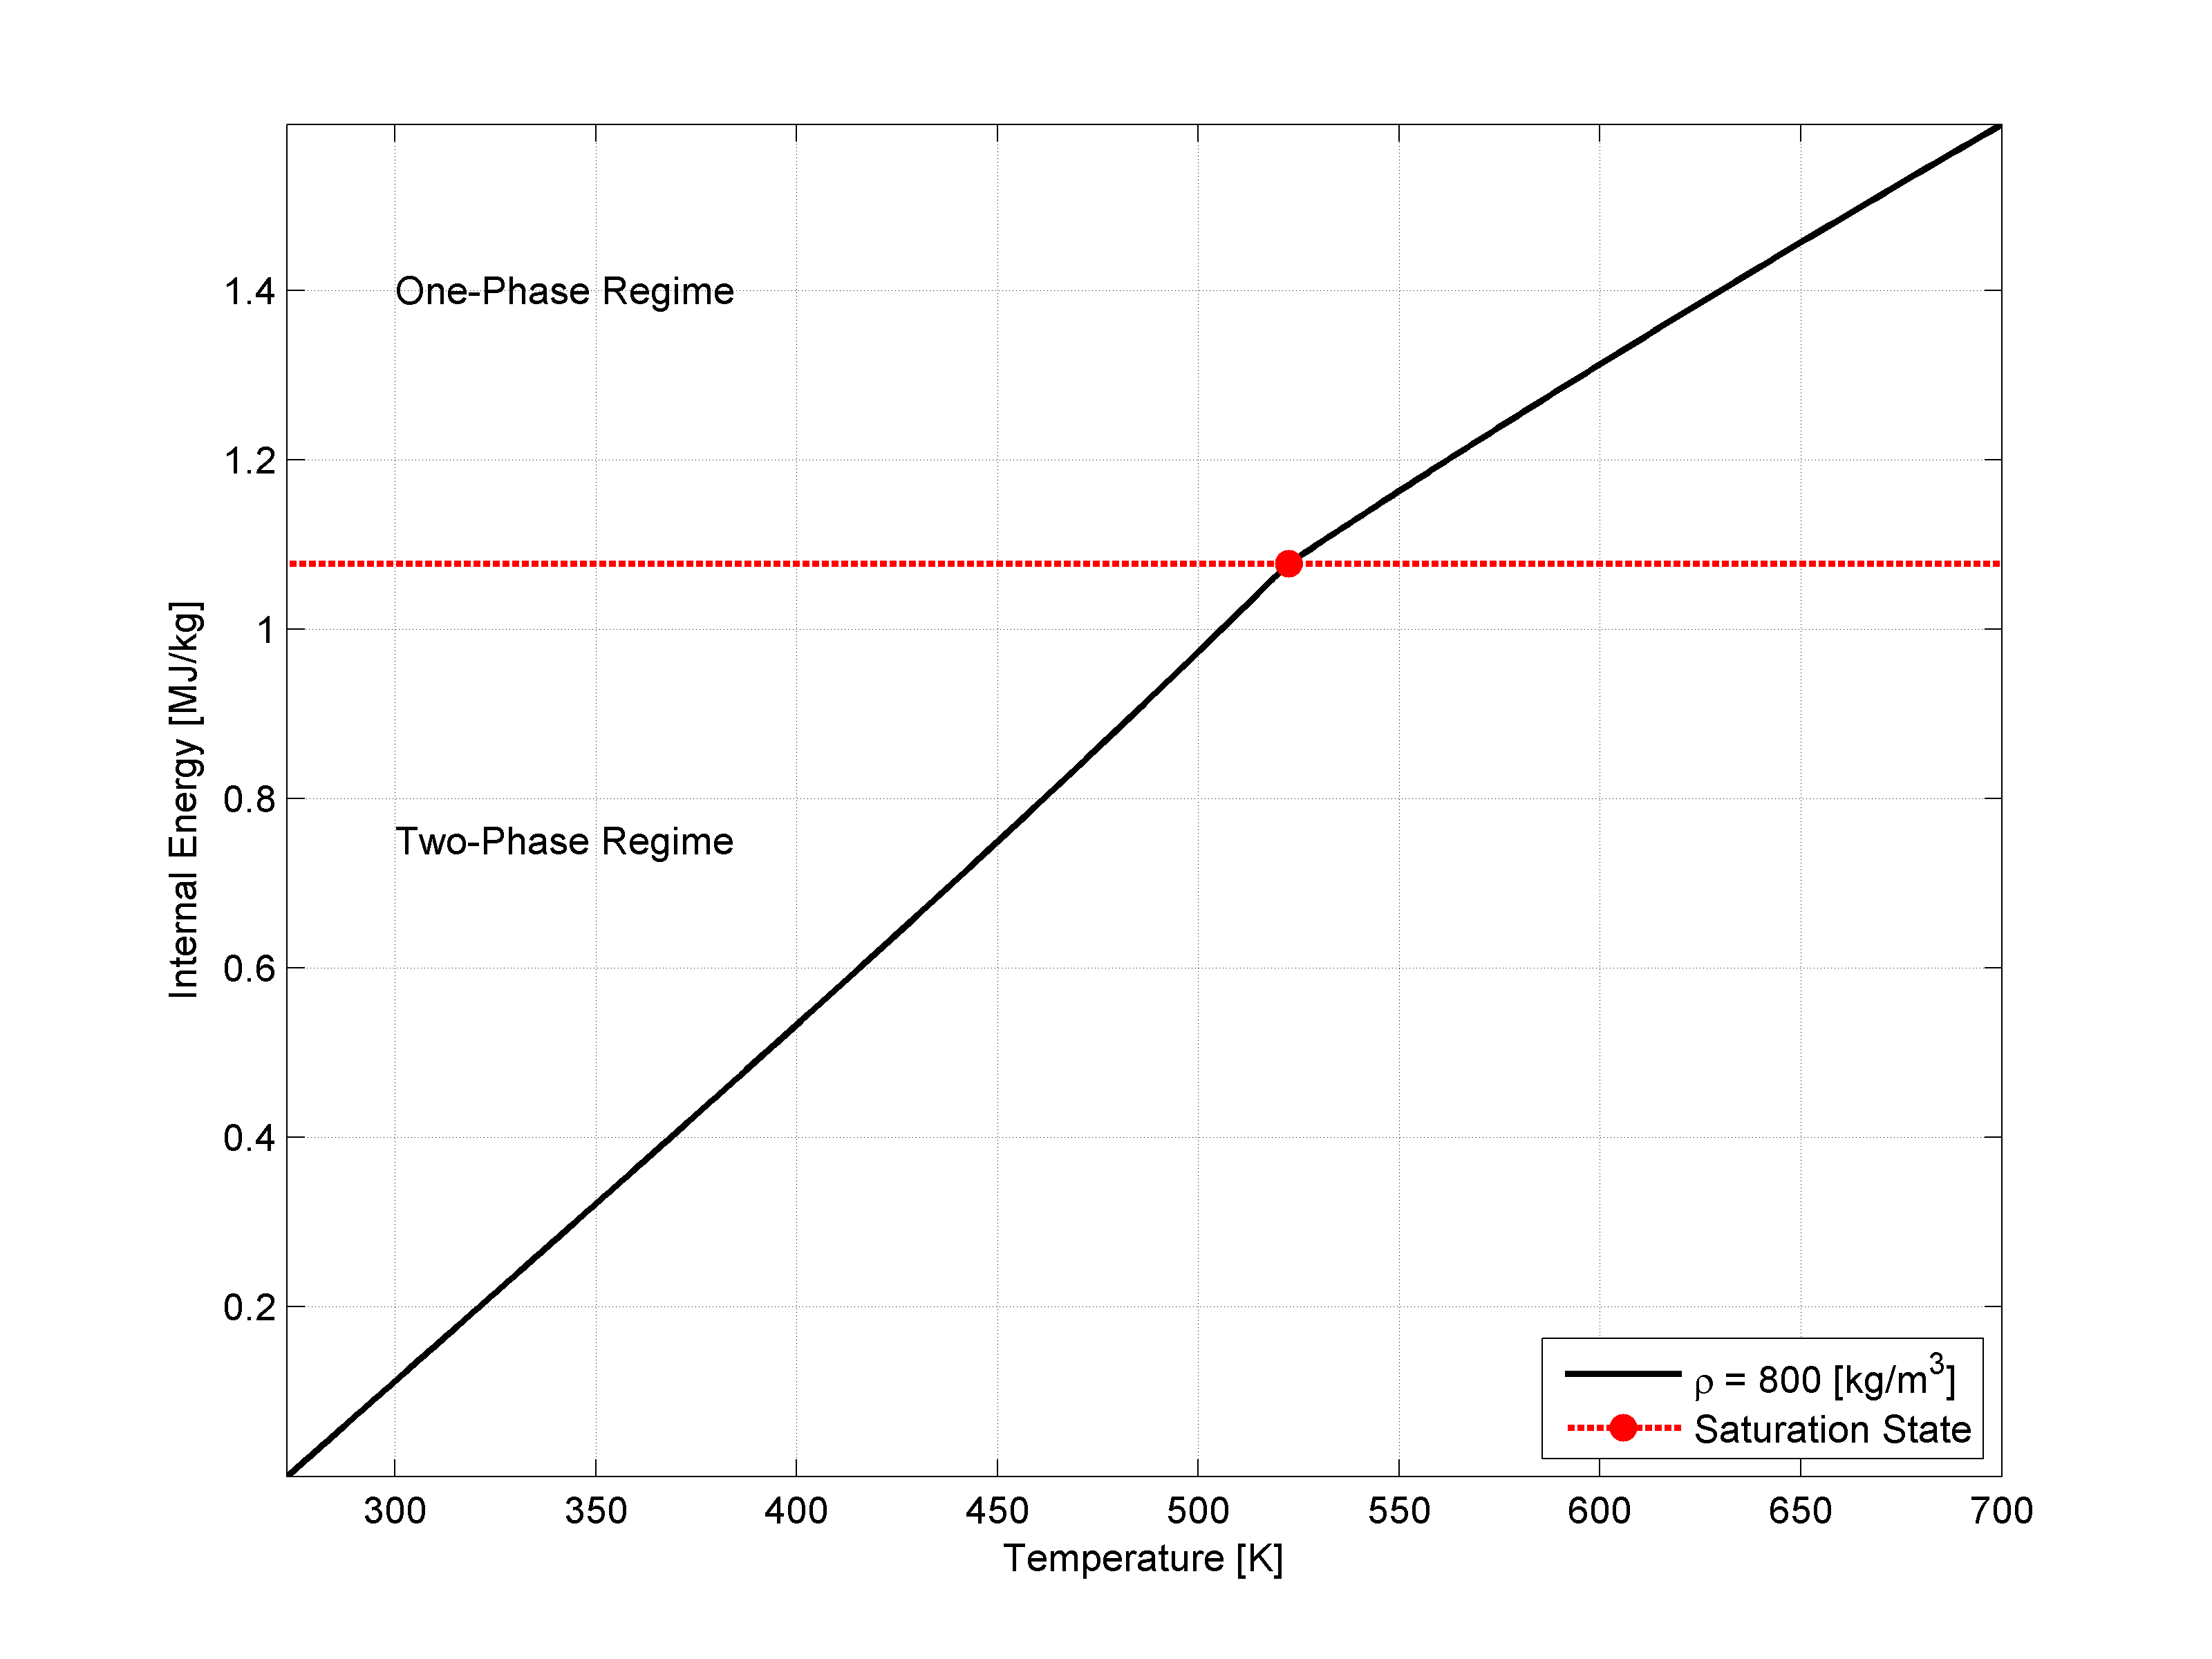 One-Phase Regime
Two-Phase Regime
Internal Energy [MJ/kg]
1.4
1.2
1
0.8
0.6
0.4
0.2
300 350 400 450 500 550 600 650 700
Temperature [K]
ρ = 800 [kg/m³]
Saturation State